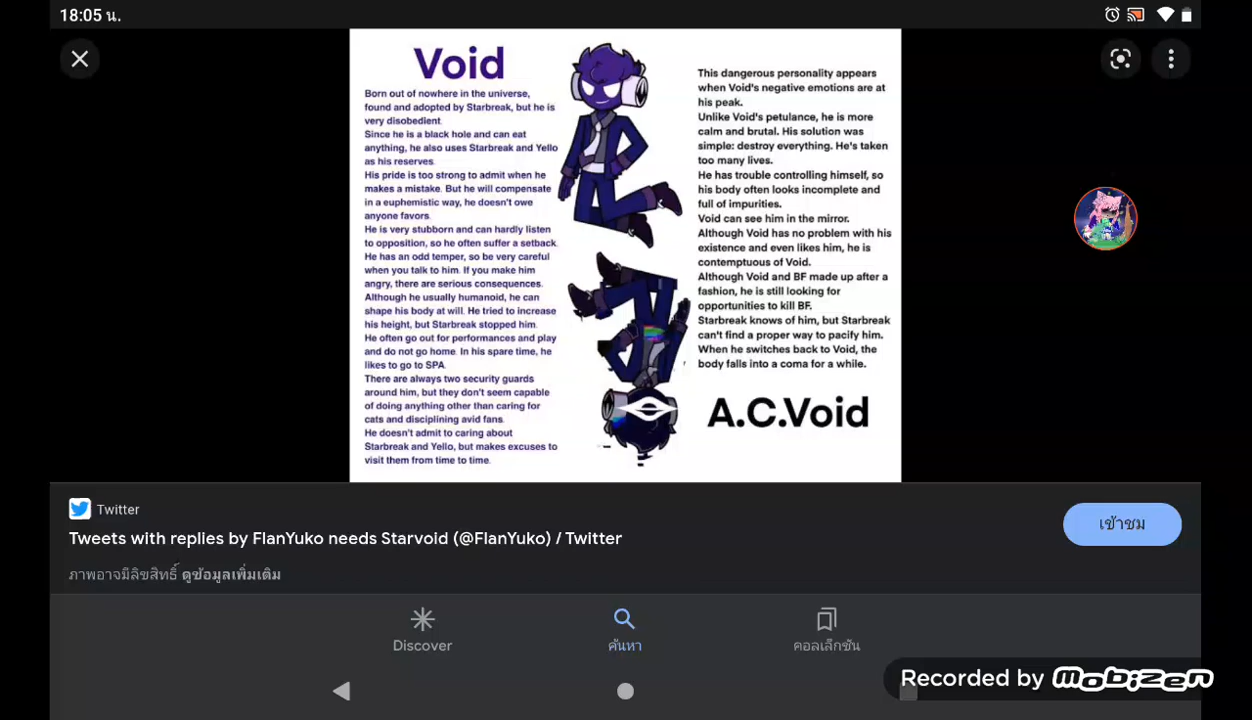 18:05 น.
Void
Born out of nowhere in the universe,
found and adopted by Starbreak, but he is
very disobedient.
Since he is a black hole and can eat
anything, he also uses Starbreak and Yello
as his reserves.
His pride is too strong to admit when he
makes a mistake. But he will compensate
in a euphemistic way, he doesn't owe
anyone favors.
He is very stubborn and can hardly listen
to opposition, so he often suffer a setback.
He has an odd temper, so be very careful
when you talk to him. If you make him
angry, there are serious consequences.
Although he usually humanoid, he can
shape his body at will. He tried to increase
his height, but Starbreak stopped him.
He often go out for performances and play
and do not go home. In his spare time, he
likes to go to SPA.
There are always two security guards
around him, but they don't seem capable
of doing anything other than caring for
cats and disciplining avid fans.
He doesn't admit to caring about
Starbreak and Yello, but makes excuses to
visit them from time to time.
This dangerous personality appears
when Void's negative emotions are at
his peak.
Unlike Void's petulance, he is more
calm and brutal. His solution was
simple: destroy everything. He's taken
too many lives.
He has trouble controlling himself, so
his body often looks incomplete and
full of impurities.
Void can see him in the mirror.
Although Void has no problem with his
existence and even likes him, he is
contemptuous of Void.
Although Void and BF made up after a
fashion, he is still looking for
opportunities to kill BF.
Starbreak knows of him, but Starbreak
can't find a proper way to pacify him.
When he switches back to Void, the
body falls into a coma for a while.
A.C.Void
Twitter
Tweets with replies by FlanYuko needs Starvoid (@FlanYuko) / Twitter
เข้าชม
ภาพอาจมีลิขสิทธิ์ ดูข้อมูลเพิ่มเติม
Discover
ค้นหา
คอลเล็กชัน
Recorded by Mobizen